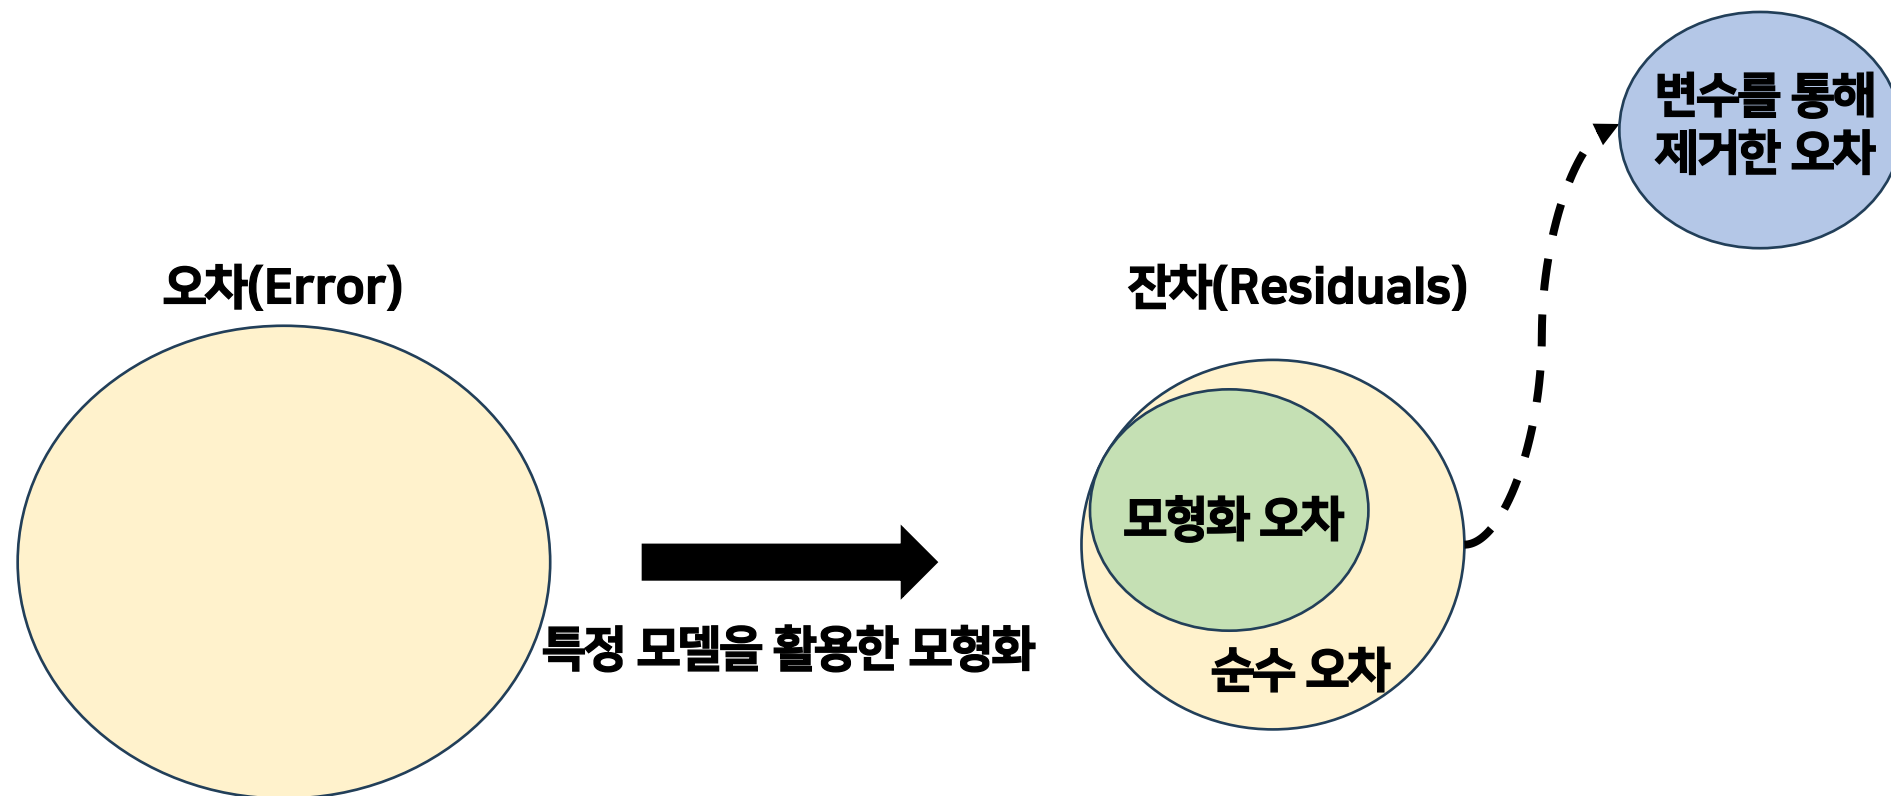 변수를 통해
제거한 오차
오차(Error)
잔차(Residuals)
모형화 오차
특정 모델을 활용한 모형화
순수 오차